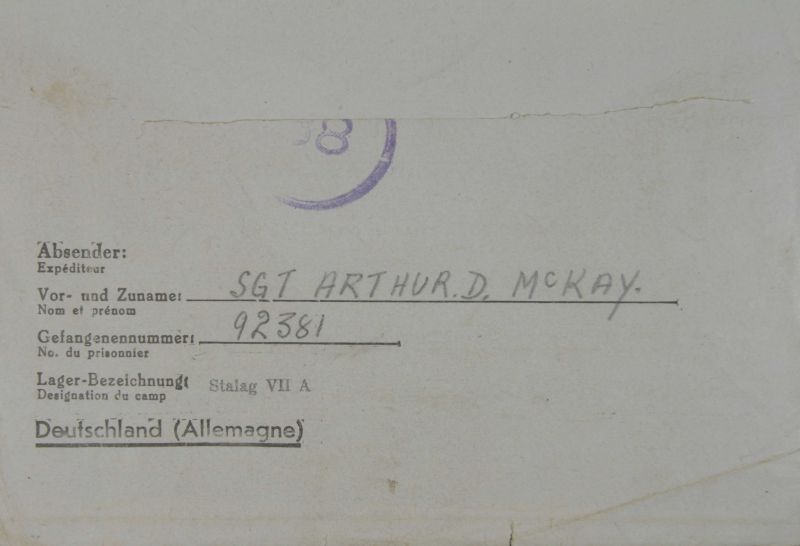 8
Absender:
Expéditeur
Vor- und Zuname: SGT ARTHUR. D. McKAY.
Nom et prénom
Gefangenennummer: 92381
No. du prisonnier
Lager-Bezeichnung: Stalag VII A
Designation du camp
Deutschland (Allemagne)